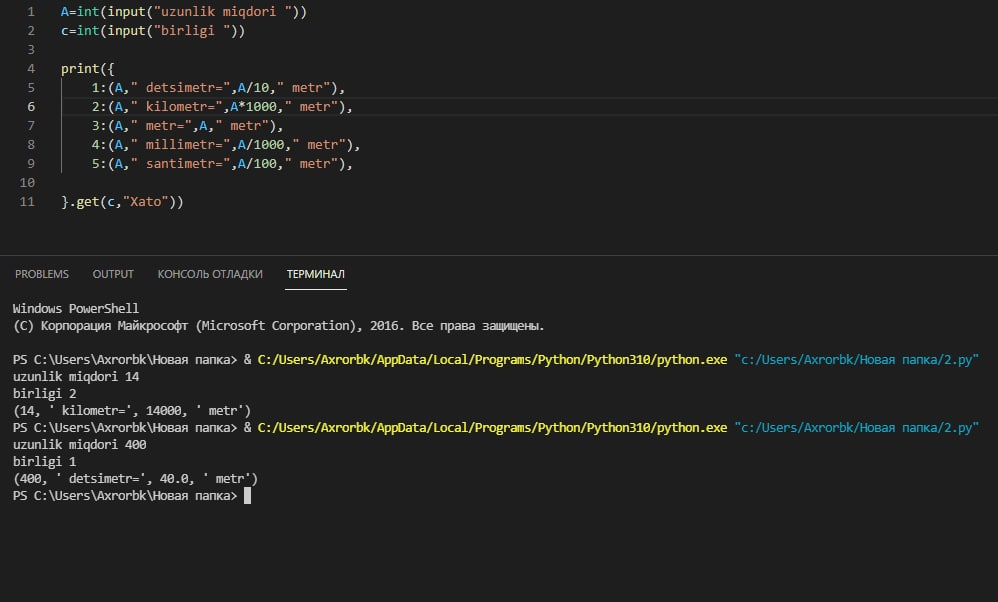 1 A=int(input("uzunlik miqdori "))
2 c=int(input("birligi "))
3
4 print({
5 1:(A," detsimetr=",A/10," metr"),
6 2:(A," kilometr=",A*1000," metr"),
7 3:(A," metr=",A," metr"),
8 4:(A," millimetr=",A/1000," metr"),
9 5:(A," santimetr=",A/100," metr"),
10
11 }.get(c,"Xato"))
PROBLEMS OUTPUT КОНСОЛЬ ОТЛАДКИ ТЕРМИНАЛ
Windows PowerShell
(C) Корпорация Майкрософт (Microsoft Corporation), 2016. Все права защищены.
PS C:\Users\Axrorbk\Новая папка> & C:/Users/Axrorbk/AppData/Local/Programs/Python/Python310/python.exe "c:/Users/Axrorbk/Новая папка/2.py"
uzunlik miqdori 14
birligi 2
(14, ' kilometr=', 14000, ' metr')
PS C:\Users\Axrorbk\Новая папка> & C:/Users/Axrorbk/AppData/Local/Programs/Python/Python310/python.exe "c:/Users/Axrorbk/Новая папка/2.py"
uzunlik miqdori 400
birligi 1
(400, ' detsimetr=', 40.0, ' metr')
PS C:\Users\Axrorbk\Новая папка>